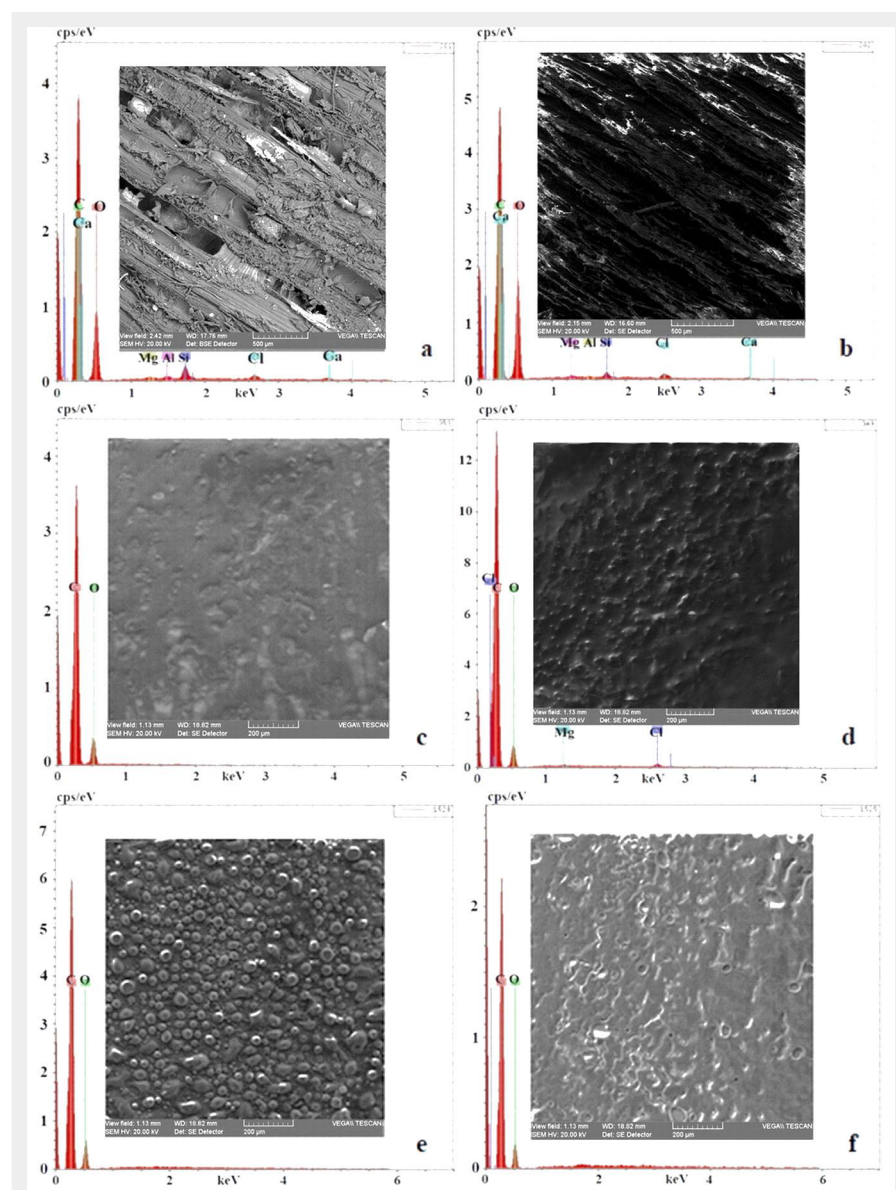 cps/eV
4
3
2
1
0
C
O
Ca
Mg Al Si Cl Ca
View field: 2.42 mm WD: 17.76 mm VEGA\\ TESCAN
SEM HV: 20.00 kV Det: BSE Detector 500 µm
a
1 2 keV 3 4 5
cps/eV
5
4
3
2
1
0
C
O
Ca
Mg Al Si Cl Ca
View field: 2.15 mm WD: 16.60 mm VEGA\\ TESCAN
SEM HV: 20.00 kV Det: SE Detector 500 µm
b
1 2 keV 3 4 5
cps/eV
4
3
2
1
0
C O
View field: 1.13 mm WD: 18.82 mm VEGA\\ TESCAN
SEM HV: 20.00 kV Det: SE Detector 200 µm
c
0 1 2 keV 3 4 5
cps/eV
12
10
8
6
4
2
0
Cl
C O
Mg Cl
View field: 1.13 mm WD: 18.82 mm VEGA\\ TESCAN
SEM HV: 20.00 kV Det: SE Detector 200 µm
d
1 2 keV 3 4 5
cps/eV
7
6
5
4
3
2
1
0
C O
View field: 1.13 mm WD: 18.82 mm VEGA\\ TESCAN
SEM HV: 20.00 kV Det: SE Detector 200 µm
e
2 keV 4 6
cps/eV
2
1
0
C O
View field: 1.13 mm WD: 18.82 mm VEGA\\ TESCAN
SEM HV: 20.00 kV Det: SE Detector 200 µm
f
0 2 keV 4 6